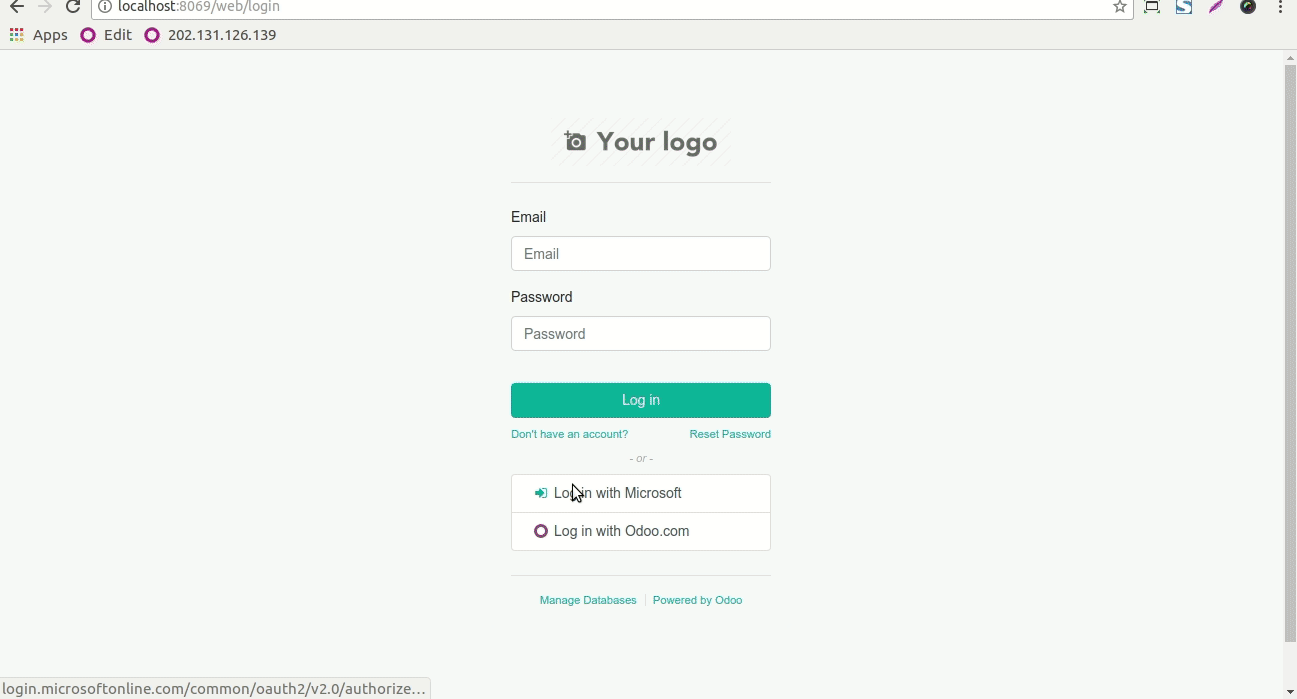 localhost:8069/web/login
Apps Edit 202.131.126.139
Your logo
Email
Email
Password
Password
Log in
Don't have an account? Reset Password
- or -
Log in with Microsoft
Log in with Odoo.com
Manage Databases Powered by Odoo
login.microsoftonline.com/common/oauth2/v2.0/authorize...